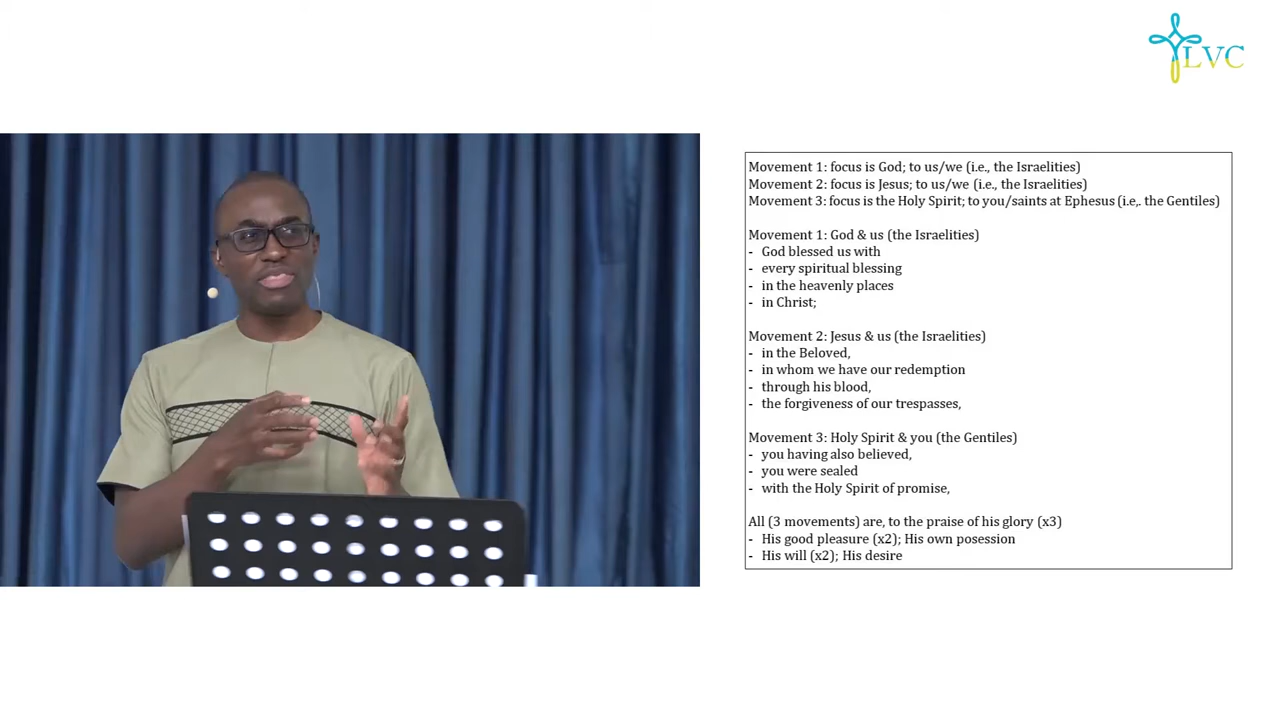 LVC
Movement 1: focus is God; to us/we (i.e., the Israelities)
Movement 2: focus is Jesus; to us/we (i.e., the Israelities)
Movement 3: focus is the Holy Spirit; to you/saints at Ephesus (i.e,. the Gentiles)
Movement 1: God & us (the Israelities)
- God blessed us with
- every spiritual blessing
- in the heavenly places
- in Christ;
Movement 2: Jesus & us (the Israelities)
- in the Beloved,
- in whom we have our redemption
- through his blood,
- the forgiveness of our trespasses,
Movement 3: Holy Spirit & you (the Gentiles)
- you having also believed,
- you were sealed
- with the Holy Spirit of promise,
All (3 movements) are, to the praise of his glory (x3)
- His good pleasure (x2); His own posession
- His will (x2); His desire